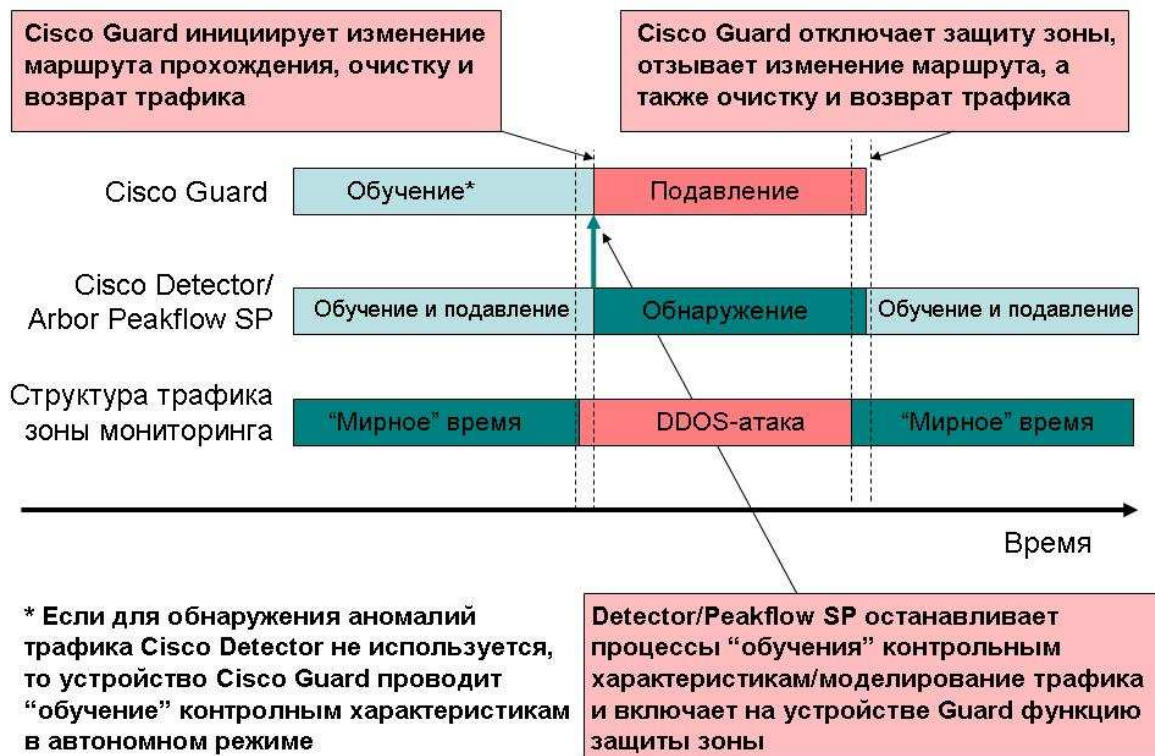 Cisco Guard инициирует изменение
маршрута прохождения, очистку и
возврат трафика
Cisco Guard отключает защиту зоны,
отзывает изменение маршрута, а
также очистку и возврат трафика
Cisco Guard
Обучение*
Подавление
Cisco Detector/
Arbor Peakflow SP
Обучение и подавление
Обнаружение
Обучение и подавление
Структура трафика
зоны мониторинга
“Мирное” время
DDOS-атака
“Мирное” время
Время
* Если для обнаружения аномалий
трафика Cisco Detector не используется,
то устройство Cisco Guard проводит
“обучение” контролным характеристикам
в автономном режиме
Detector/Peakflow SP останавливает
процессы “обучения” контрольным
характеристикам/моделирование трафика
и включает на устройстве Guard функцию
защиты зоны